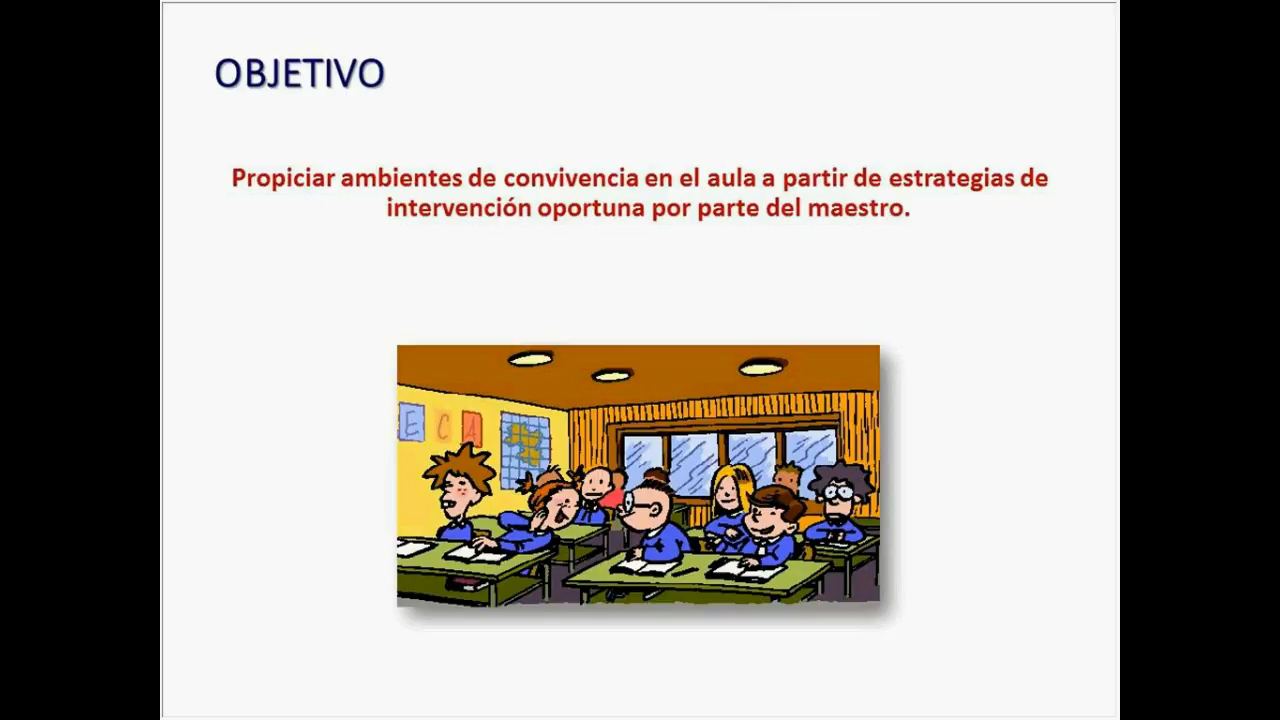 OBJETIVO
Propiciar ambientes de convivencia en el aula a partir de estrategias de
intervención oportuna por parte del maestro.
E C A